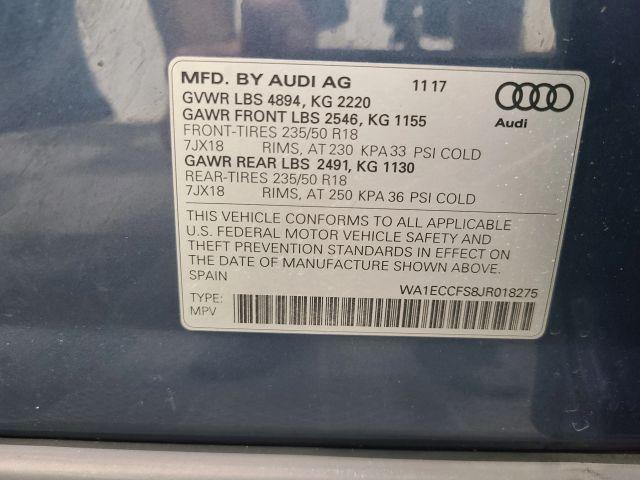 MFD. BY AUDI AG 11 17
GVWR LBS 4894, KG 2220
GAWR FRONT LBS 2546, KG 1155
FRONT-TIRES 235/50 R18
7JX18 RIMS, AT 230 KPA 33 PSI COLD
GAWR REAR LBS 2491, KG 1130
REAR-TIRES 235/50 R18
7JX18 RIMS, AT 250 KPA 36 PSI COLD
Audi
THIS VEHICLE CONFORMS TO ALL APPLICABLE
U.S. FEDERAL MOTOR VEHICLE SAFETY AND
THEFT PREVENTION STANDARDS IN EFFECT ON
THE DATE OF MANUFACTURE SHOWN ABOVE.
SPAIN
WA1ECCFS8JR018275
TYPE:
MPV